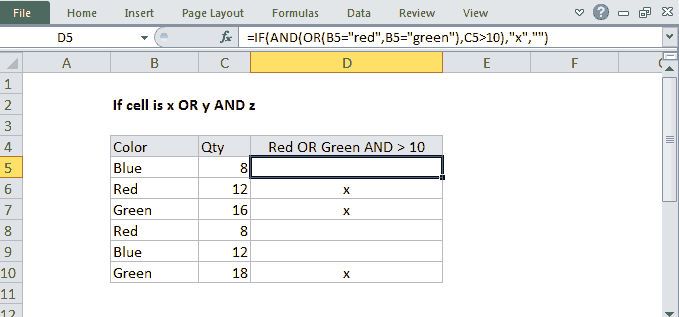 File Home Insert Page Layout Formulas Data Review View
D5 fx =IF(AND(OR(B5="red",B5="green"),C5>10),"x","")
A B C D E F
1
2 If cell is x OR y AND z
3
4 Color Qty Red OR Green AND > 10
5 Blue 8
6 Red 12 x
7 Green 16 x
8 Red 8
9 Blue 12
10 Green 18 x
11
12